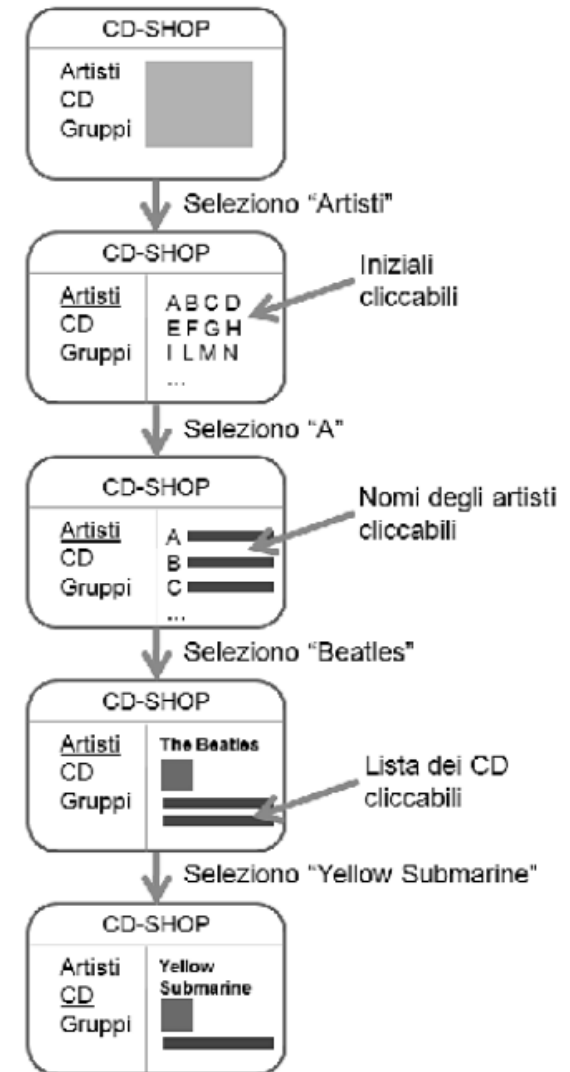 CD-SHOP
Artisti
CD
Gruppi
Seleziono "Artisti"
CD-SHOP
Artisti
CD
Gruppi
A B C D
E F G H
I L M N
...
Iniziali
cliccabili
Seleziono "A"
CD-SHOP
Artisti
CD
Gruppi
A
B
C
...
Nomi degli artisti
cliccabili
Seleziono "Beatles"
CD-SHOP
Artisti
CD
Gruppi
The Beatles
Lista dei CD
cliccabili
Seleziono "Yellow Submarine"
CD-SHOP
Artisti
CD
Gruppi
Yellow
Submarine